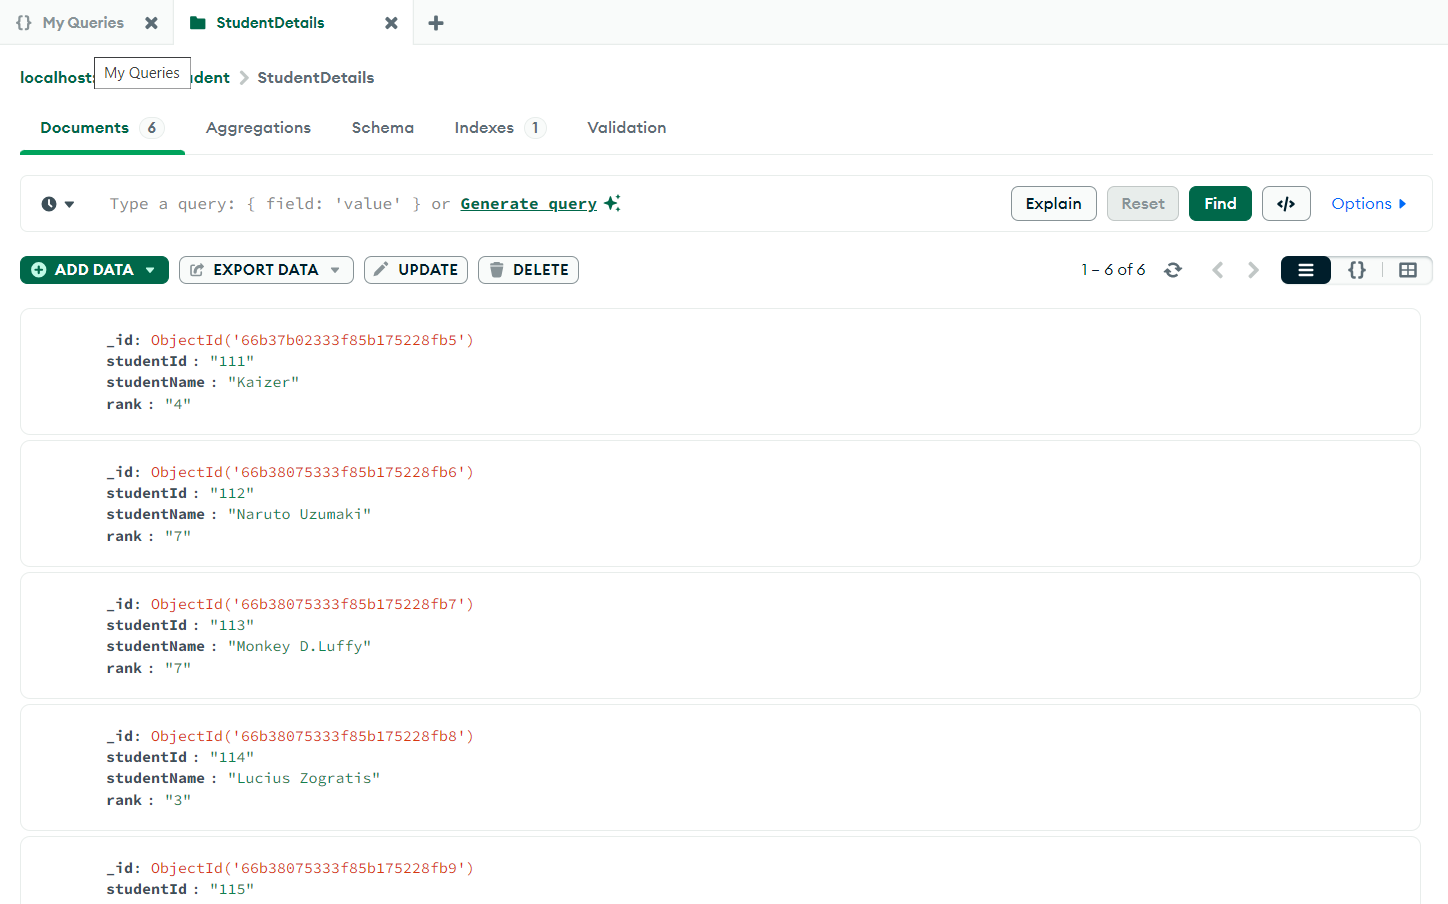 {} My Queries
StudentDetails
localhost: My Queries dent > StudentDetails
Documents 6 Aggregations Schema Indexes 1 Validation
Type a query: { field: 'value' } or Generate query
Explain Reset Find </> Options
ADD DATA EXPORT DATA UPDATE DELETE 1 – 6 of 6 {}
_id: ObjectId('66b37b02333f85b175228fb5')
studentId : "111"
studentName : "Kaizer"
rank : "4"
_id: ObjectId('66b38075333f85b175228fb6')
studentId : "112"
studentName : "Naruto Uzumaki"
rank : "7"
_id: ObjectId('66b38075333f85b175228fb7')
studentId : "113"
studentName : "Monkey D.Luffy"
rank : "7"
_id: ObjectId('66b38075333f85b175228fb8')
studentId : "114"
studentName : "Lucius Zogratis"
rank : "3"
_id: ObjectId('66b38075333f85b175228fb9')
studentId : "115"